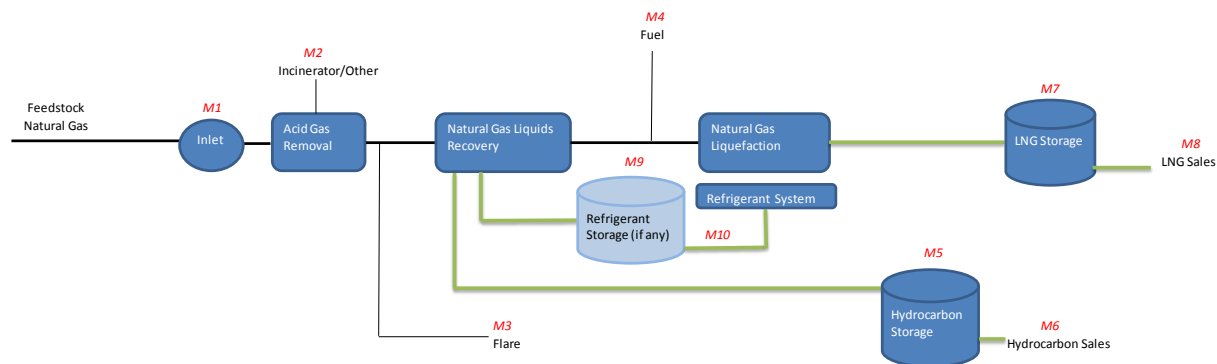 M4
Fuel
M2
Incinerator/Other
Feedstock
Natural Gas
M1
Inlet
Acid Gas
Removal
Natural Gas Liquids
Recovery
Natural Gas
Liquefaction
M7
LNG Storage
M8
LNG Sales
M9
Refrigerant
Storage (if any)
Refrigerant System
M10
M5
Hydrocarbon
Storage
M3
Flare
M6
Hydrocarbon Sales